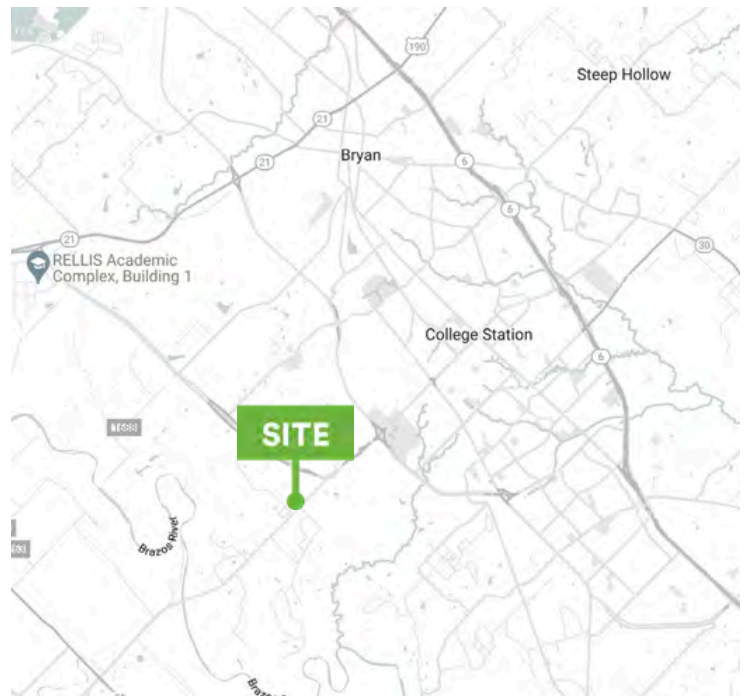 190
Steep Hollow
21
Bryan
21
6
6
21
30
RELLIS Academic
Complex, Building 1
College Station
6
SITE
Brazos River